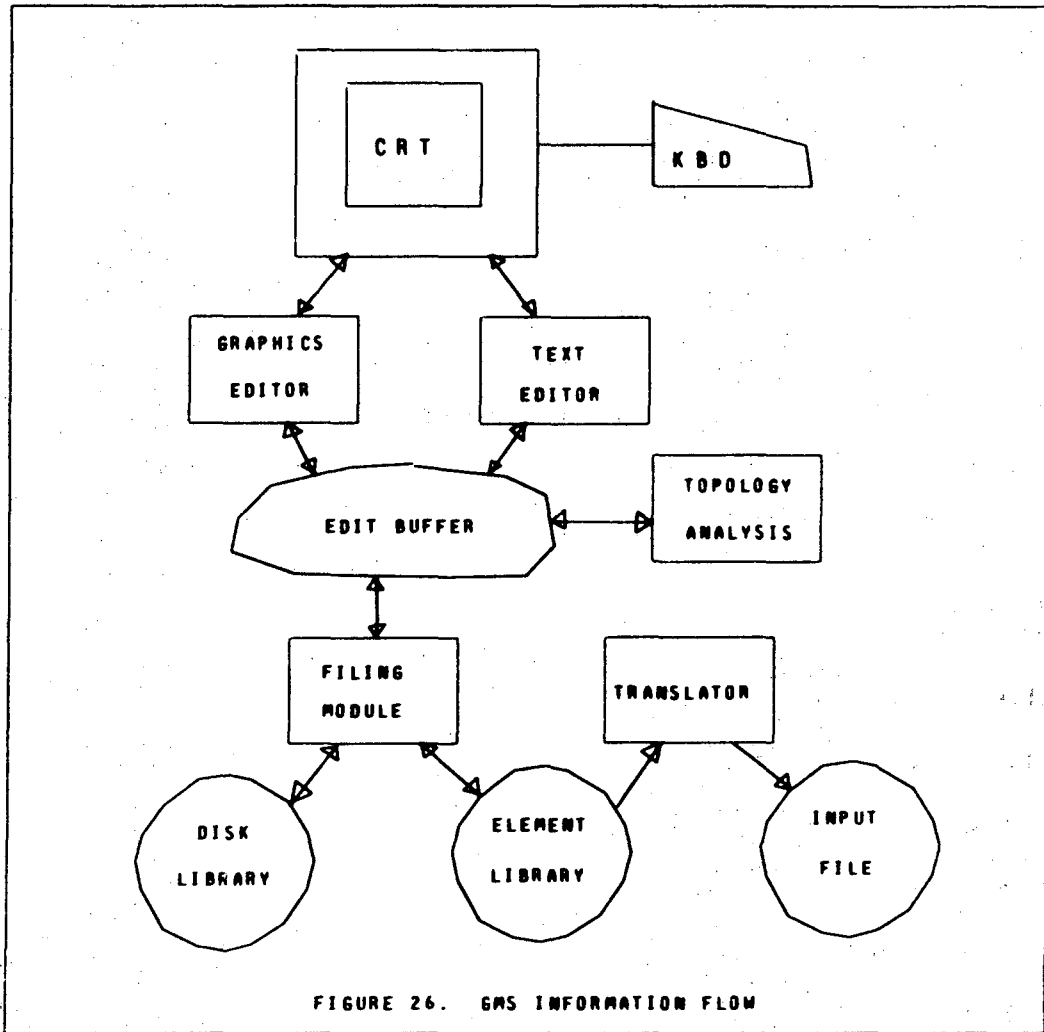 CRT
KBD
GRAPHICS
EDITOR
TEXT
EDITOR
EDIT BUFFER
TOPOLOGY
ANALYSIS
FILING
MODULE
TRANSLATOR
DISK
LIBRARY
ELEMENT
LIBRARY
INPUT
FILE
FIGURE 26. GMS INFORMATION FLOW